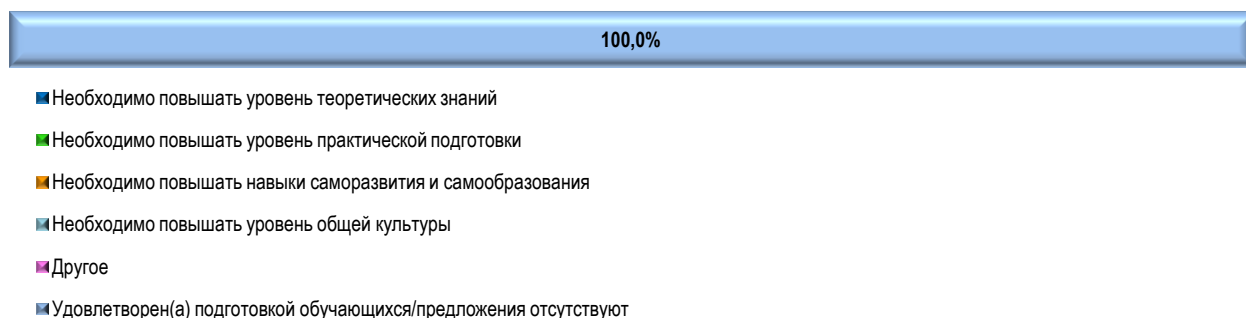 100,0%
Необходимо повышать уровень теоретических знаний
Необходимо повышать уровень практической подготовки
Необходимо повышать навыки саморазвития и самообразования
Необходимо повышать уровень общей культуры
Другое
Удовлетворен(а) подготовкой обучающихся/предложения отсутствуют